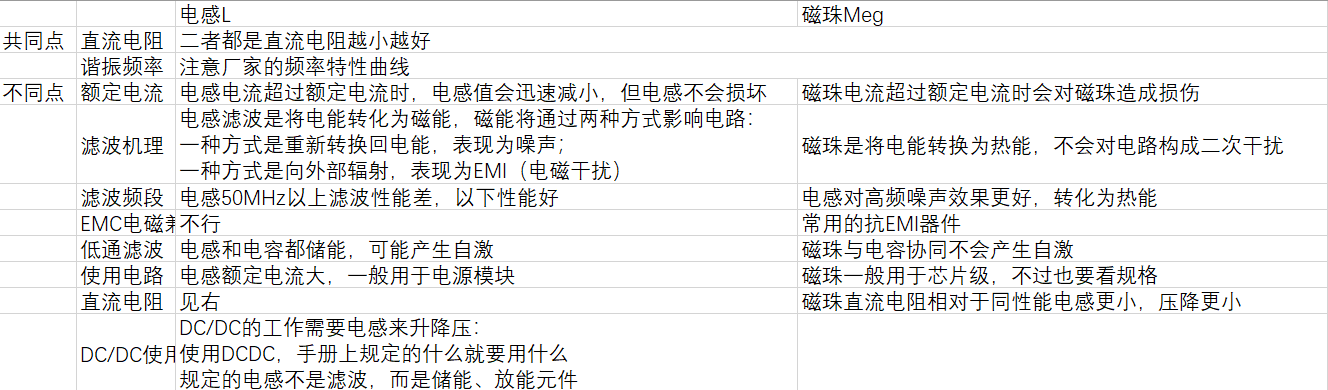 电感L 磁珠Meg
共同点 直流电阻 二者都是直流电阻越小越好
谐振频率 注意厂家的频率特性曲线
不同点 额定电流 电感电流超过额定电流时，电感值会迅速减小，但电感不会损坏 磁珠电流超过额定电流时会对磁珠造成损伤
滤波机理
电感滤波是将电能转化为磁能，磁能将通过两种方式影响电路：
一种方式是重新转换回电能，表现为噪声；
一种方式是向外部辐射，表现为EMI（电磁干扰）
磁珠是将电能转换为热能，不会对电路构成二次干扰
滤波频段 电感50MHz以上滤波性能差，以下性能好 电感对高频噪声效果更好，转化为热能
EMC电磁兼 不行 常用的抗EMI器件
低通滤波 电感和电容都储能，可能产生自激 磁珠与电容协同不会产生自激
使用电路 电感额定电流大，一般用于电源模块 磁珠一般用于芯片级，不过也要看规格
直流电阻 见右 磁珠直流电阻相对于同性能电感更小，压降更小
DC/DC使用
DC/DC的工作需要电感来升降压：
使用DCDC，手册上规定的什么就要用什么
规定的电感不是滤波，而是储能、放能元件